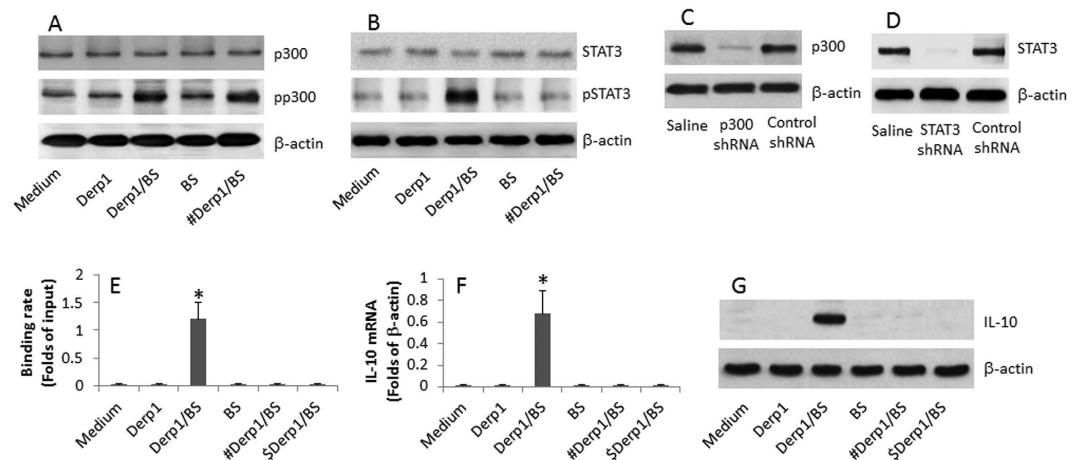 A
p300
pp300
β-actin
Medium
Derp1
Derp1/BS
BS
#Derp1/BS
B
STAT3
pSTAT3
β-actin
Medium
Derp1
Derp1/BS
BS
#Derp1/BS
C
p300
β-actin
Saline
p300
shRNA
Control
shRNA
D
STAT3
β-actin
Saline
STAT3
shRNA
Control
shRNA
E
Binding rate
(Folds of input)
2
1.5
1
0.5
0
*
Medium
Derp1
Derp1/BS
BS
#Derp1/BS
$Derp1/BS
F
IL-10 mRNA
(Folds of β-actin)
1
0.8
0.6
0.4
0.2
0
*
Medium
Derp1
Derp1/BS
BS
#Derp1/BS
$Derp1/BS
G
IL-10
β-actin
Medium
Derp1
Derp1/BS
BS
#Derp1/BS
$Derp1/BS